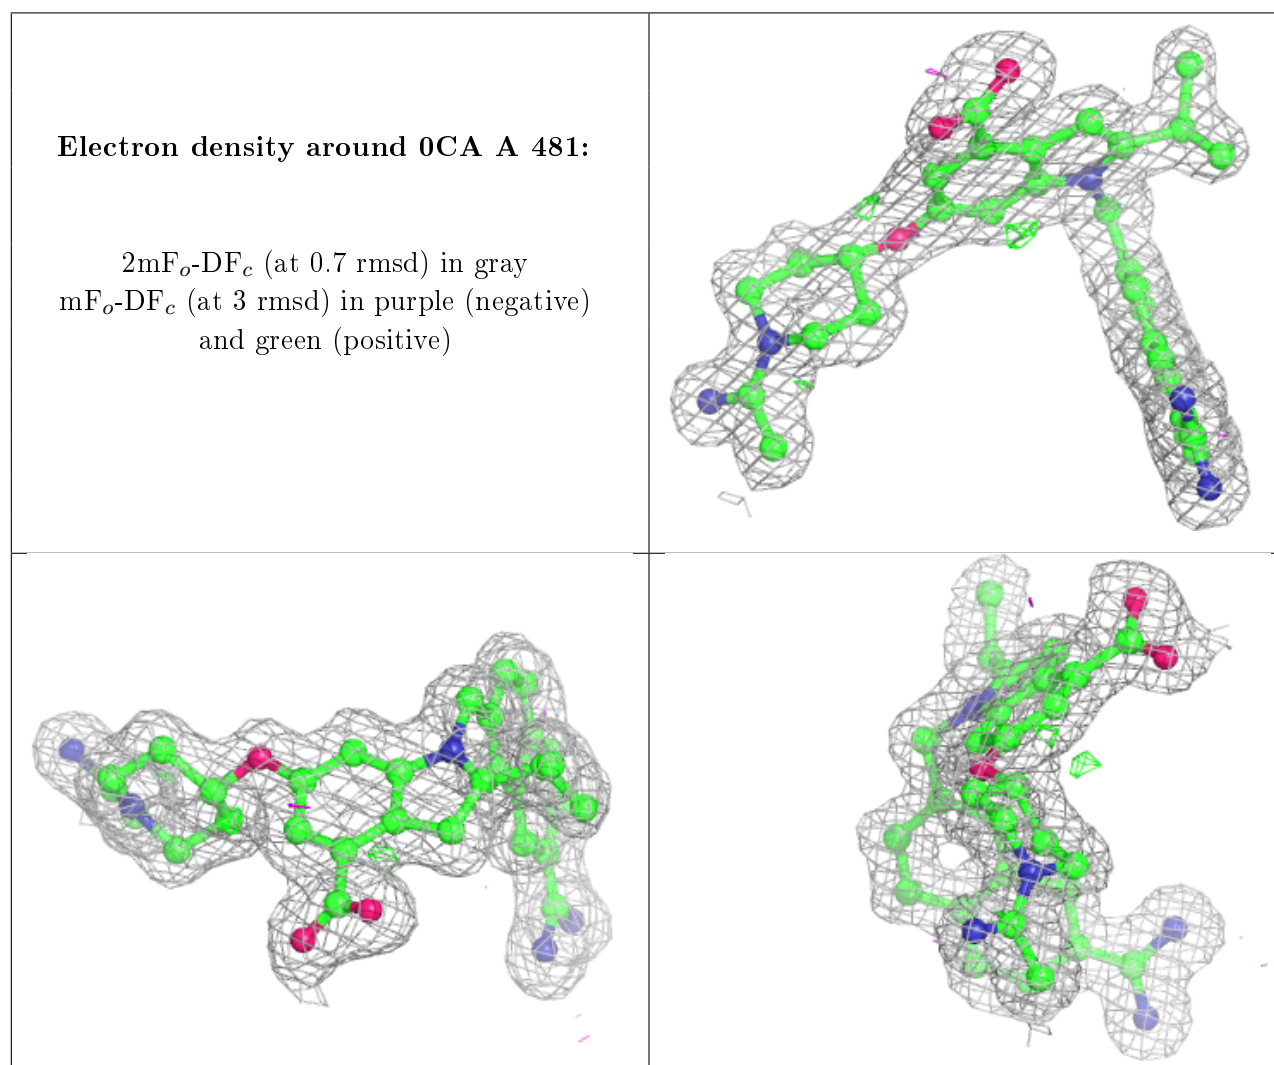 Electron density around 0CA A 481:
2mFo-DFc (at 0.7 rmsd) in gray
mFo-DFc (at 3 rmsd) in purple (negative)
and green (positive)